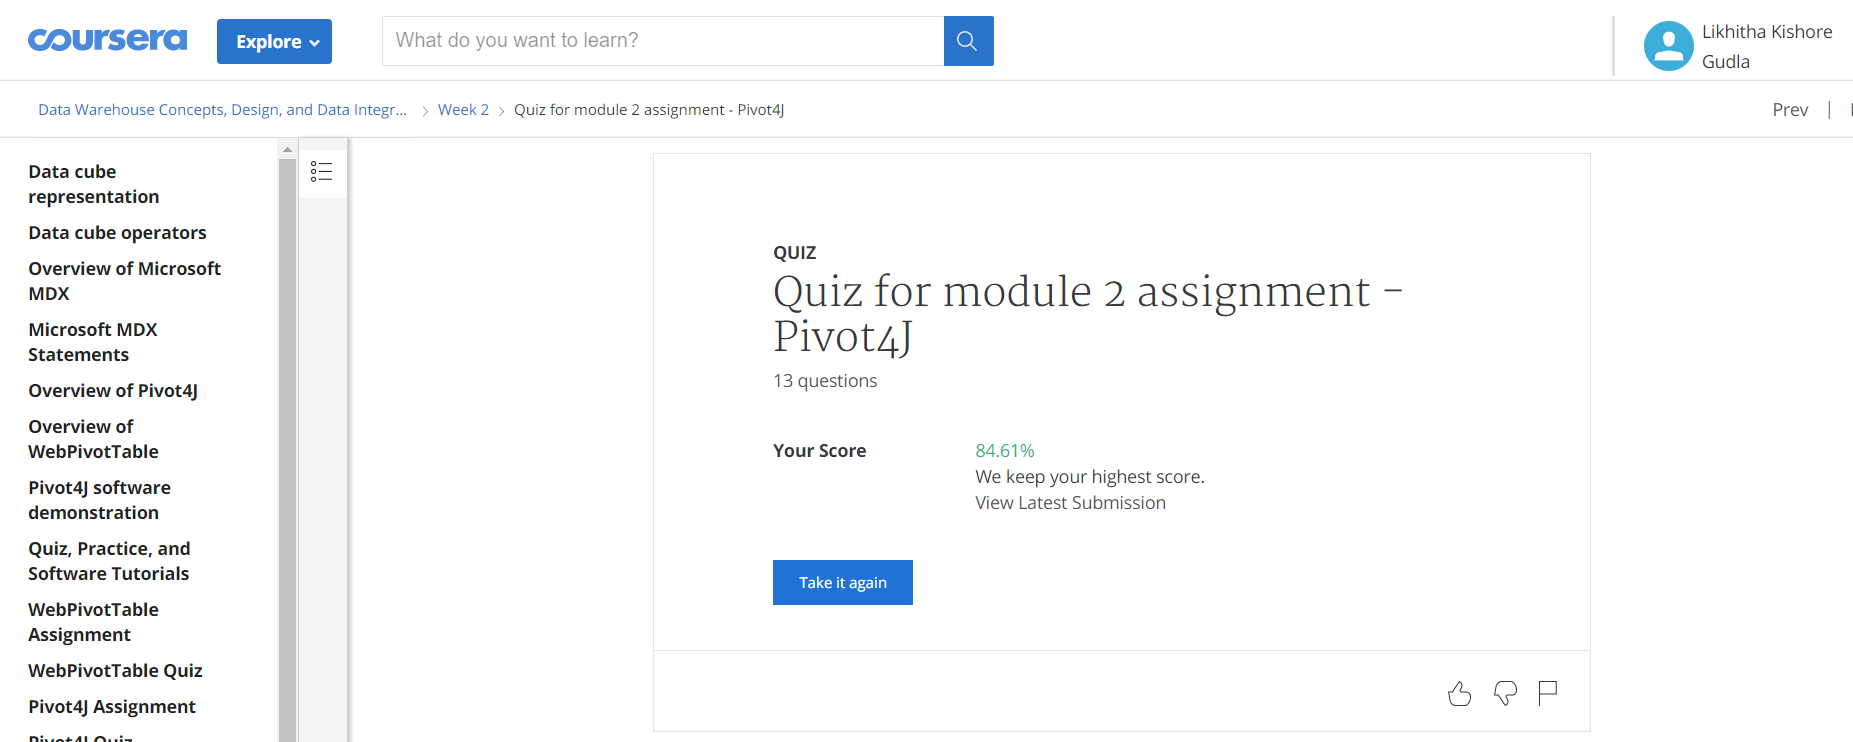 coursera
Explore
What do you want to learn?
Likhitha Kishore
Gudla
Data Warehouse Concepts, Design, and Data Integr...
Week 2
Quiz for module 2 assignment - Pivot4J
Prev
Data cube
representation
Data cube operators
Overview of Microsoft
MDX
Microsoft MDX
Statements
Overview of Pivot4J
Overview of
WebPivotTable
Pivot4J software
demonstration
Quiz, Practice, and
Software Tutorials
WebPivotTable
Assignment
WebPivotTable Quiz
Pivot4J Assignment
Pivot4J Quiz
QUIZ
Quiz for module 2 assignment -
Pivot4J
13 questions
Your Score
84.61%
We keep your highest score.
View Latest Submission
Take it again